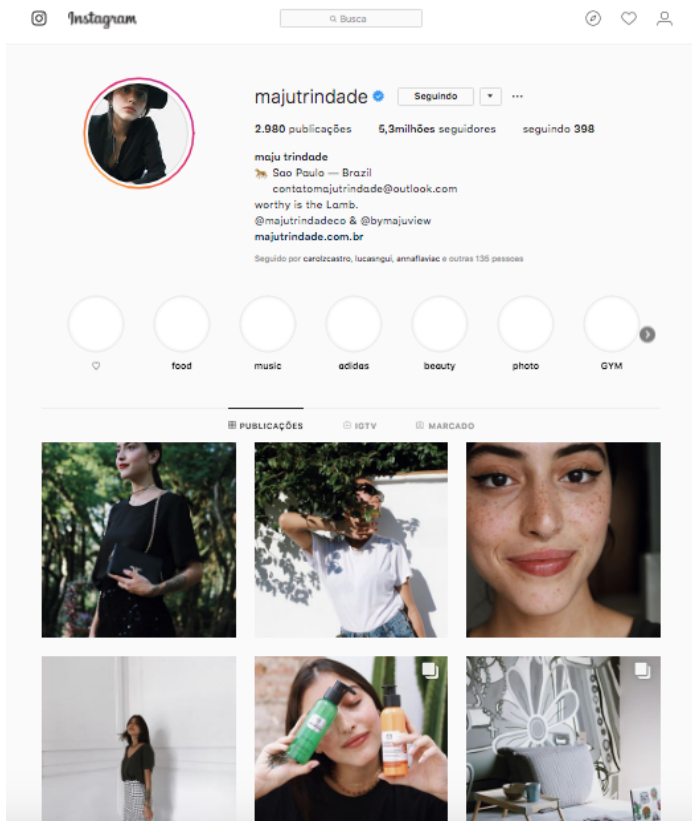 Instagram
Busca
majutrindade Seguindo
2.980 publicações 5,3milhões seguidores seguindo 398
maju trindade
Sao Paulo — Brazil
contatomajutrindade@outlook.com
worthy is the Lamb.
@majutrindadeco & @bymajuview
majutrindade.com.br
Seguido por carolzcastro, lucasngui, annaflaviac e outras 136 pessoas
food music adidas beauty photo GYM
PUBLICAÇÕES IGTV MARCADO